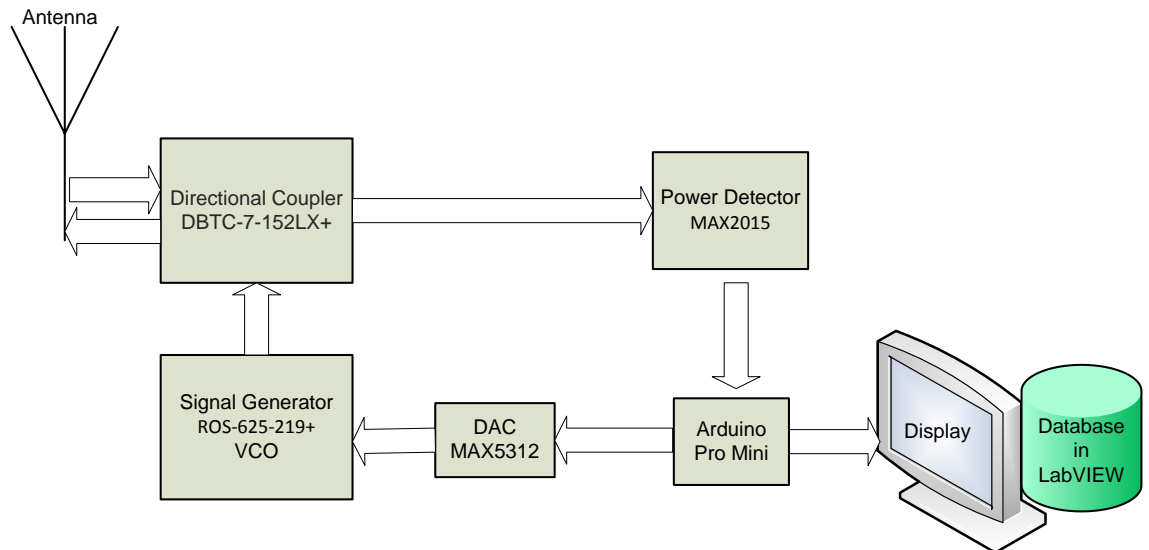 Antenna
Directional Coupler
DBTC-7-152LX+
Power Detector
MAX2015
Signal Generator
ROS-625-219+
VCO
DAC
MAX5312
Arduino
Pro Mini
Display
Database
in
LabVIEW